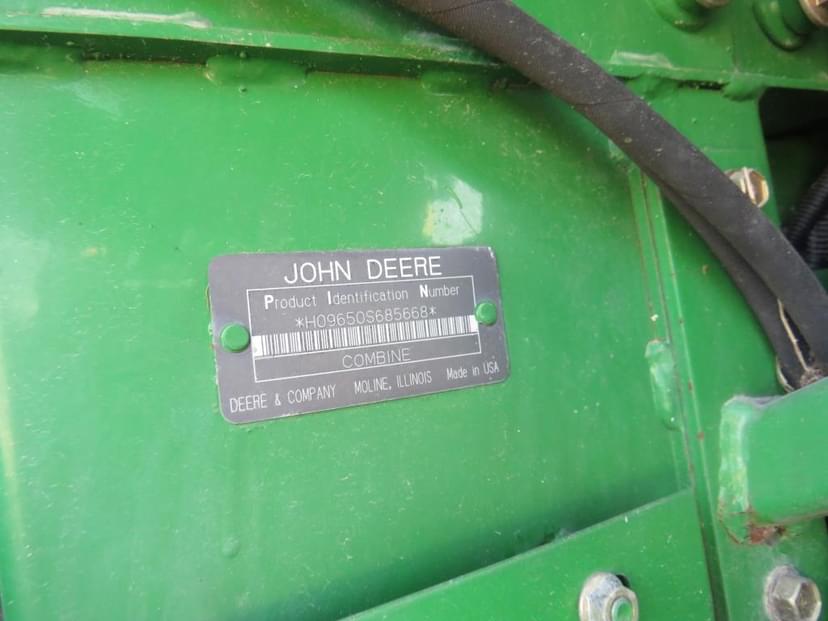 JOHN DEERE
Product Identification Number
*H09650S685668*
COMBINE
DEERE & COMPANY MOLINE, ILLINOIS Made in USA